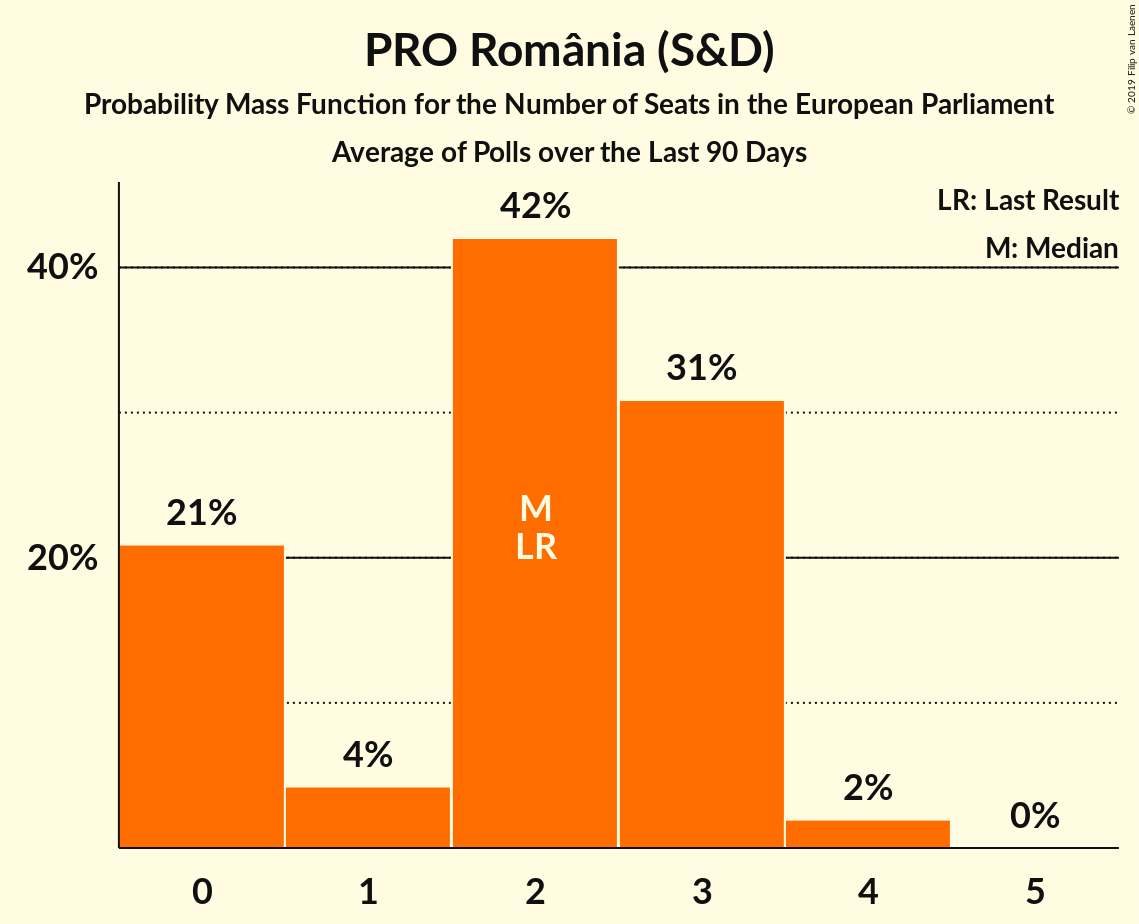 PRO România (S&D)
Probability Mass Function for the Number of Seats in the European Parliament
Average of Polls over the Last 90 Days
© 2019 Filip van Laenen
LR: Last Result
M: Median
42%
40%
31%
21%
M
LR
20%
4%
2%
0%
0 1 2 3 4 5